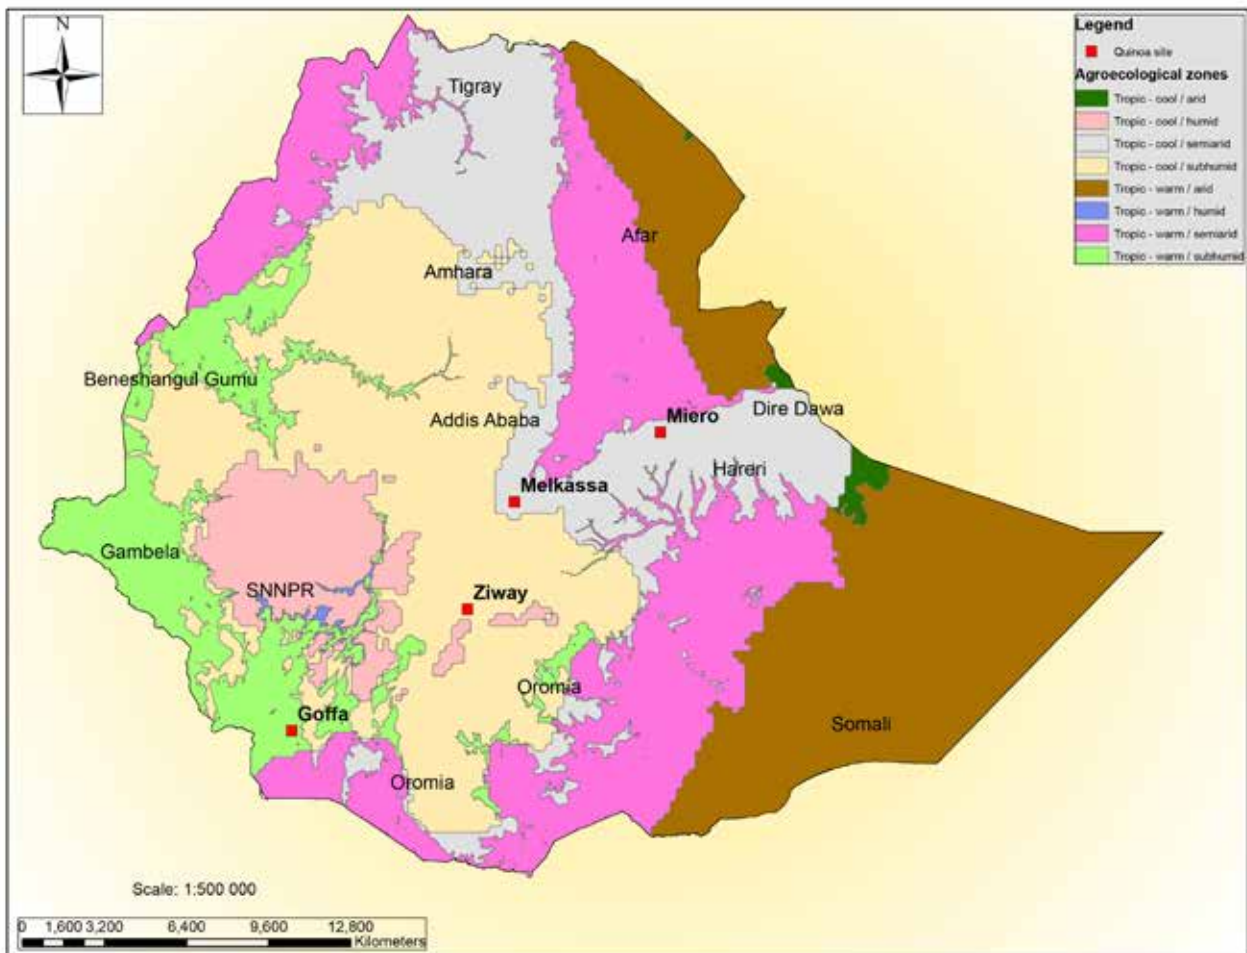 N
Legend
Quinoa site
Agroecological zones
Tropic - cool / arid
Tropic - cool / humid
Tropic - cool / semiarid
Tropic - cool / subhumid
Tropic - warm / arid
Tropic - warm / humid
Tropic - warm / semiarid
Tropic - warm / subhumid
Tigray
Afar
Amhara
Beneshangul Gumu
Addis Ababa
Miero
Dire Dawa
Hareri
Melkassa
Gambela
SNNPR
Ziway
Oromia
Goffa
Somali
Oromia
Scale: 1:500 000
0 1,600 3,200 6,400 9,600 12,800
Kilometers